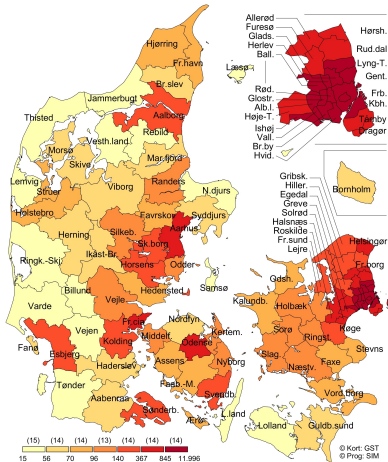 Allerød
Furesø
Glads.
Herlev
Ball.
Hørsh.
Rud.dal
Lyng-T.
Gent.
Frb.
Kbh.
Tårnby
Dragør
Rød.
Glostr.
Alb.l.
Høje-T.
Ishøj
Vall.
Br.by
Hvid.
Hjørring
Fr.havn
Læsø
Br.slev
Jammerbugt
Aalborg
Thisted
Rebild
Vesth.land.
Morsø
Skive
Mar.fjord
Lemvig
Struer
Viborg
Randers
N.djurs
Holstebro
Favrskov
Syddjurs
Aarhus
Herning
Silkeb.
Sk.borg
Ikast-Br.
Horsens
Odder
Ringk.-Skj.
Samsø
Billund
Hedensted
Vejle
Varde
Fr.cia
Nordfyn
Kertem.
Vejen
Kolding
Middelf.
Odense
Fanø
Esbjerg
Assens
Nyborg
Haderslev
Faab.-M.
Tønder
Svendb.
Aabenraa
Sønderb.
Ærø
L.land
Bornholm
Gribsk.
Hiller.
Egedal
Greve
Solrød
Halsnæs
Roskilde
Fr.sund
Lejre
Helsingør
Fr.borg
Odsh.
Kalundb.
Holbæk
Køge
Sorø
Ringst.
Stevns
Slag.
Faxe
Næstv.
Vord.borg
Lolland
Guldb.sund
(15) (14) (14) (13) (14) (14) (14)
15 56 70 96 140 367 845 11.996
© Kort: GST
© Prog: SIM